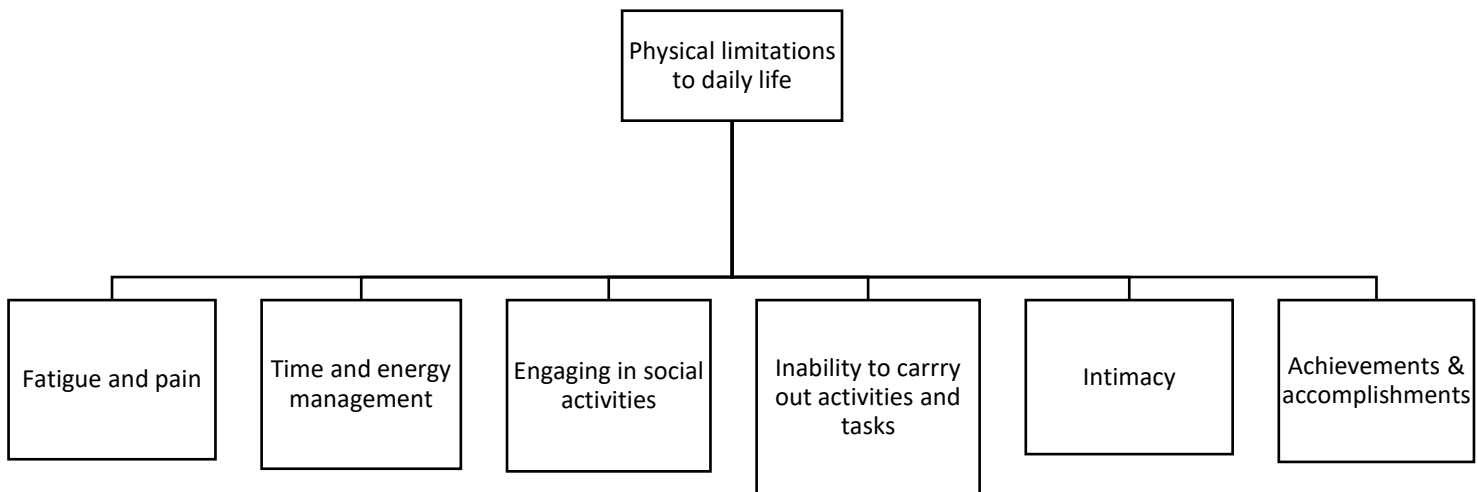 Physical limitations
to daily life
Fatigue and pain
Time and energy
management
Engaging in social
activities
Inability to carrry
out activities and
tasks
Intimacy
Achievements &
accomplishments